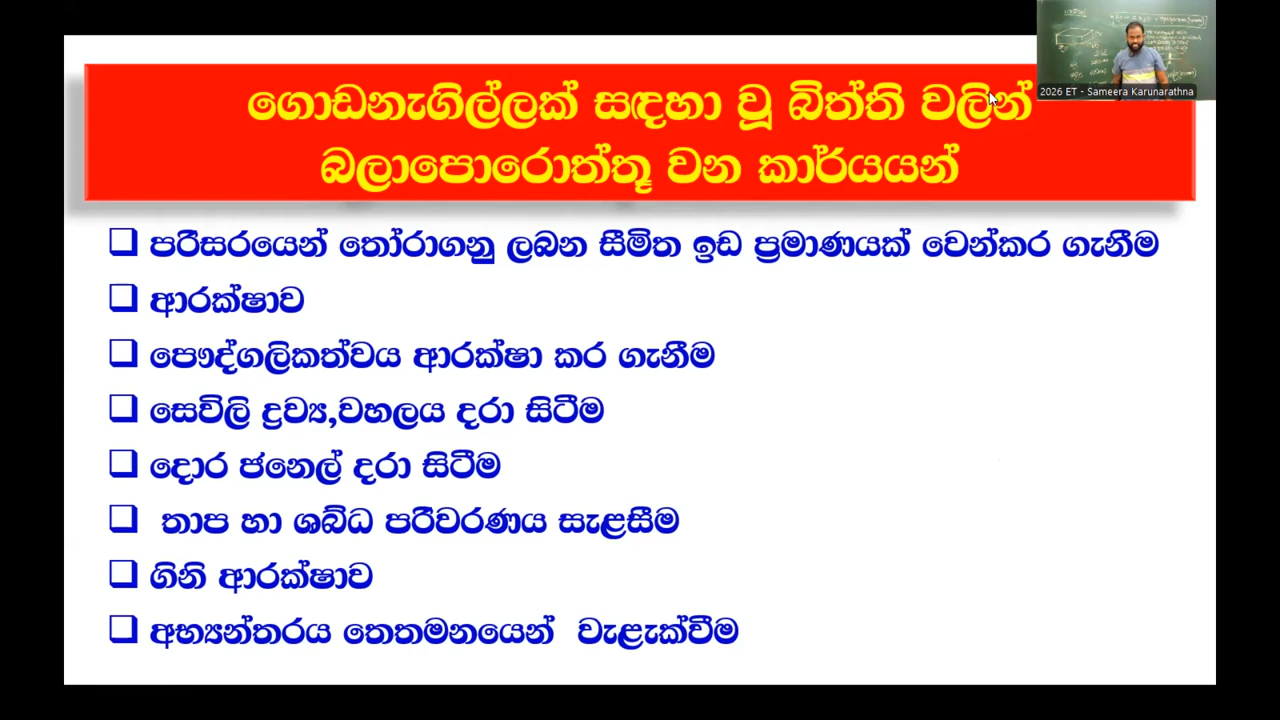 ගොඩනැගිල්ලක් සඳහා වූ බිත්ති වලින්
බලාපොරොත්තූ වන කාර්යයන්
2026 ET - Sameera Karunarathna
පරිසරයෙන් තෝරාගනු ලබන සීමිත ඉඩ ප්‍රමාණයක් වෙන්කර ගැනීම
ආරක්ෂාව
පෞද්ගලිකත්වය ආරක්ෂා කර ගැනීම
සෙවිලි ද්‍රව්‍ය,වහලය දරා සිටීම
දොර ජනෙල් දරා සිටීම
තාප හා ශබ්ධ පරිවරණය සැළසීම
ගිනි ආරක්ෂාව
අභ්‍යන්තරය තෙතමනයෙන් වැළැක්වීම